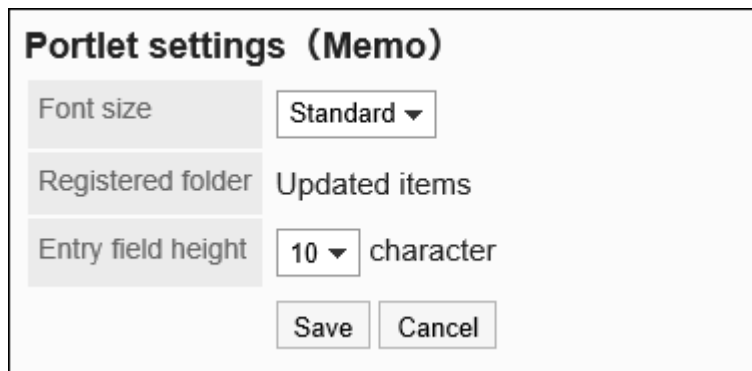 Portlet settings（Memo）
Font size Standard
Registered folder Updated items
Entry field height 10 character
Save Cancel